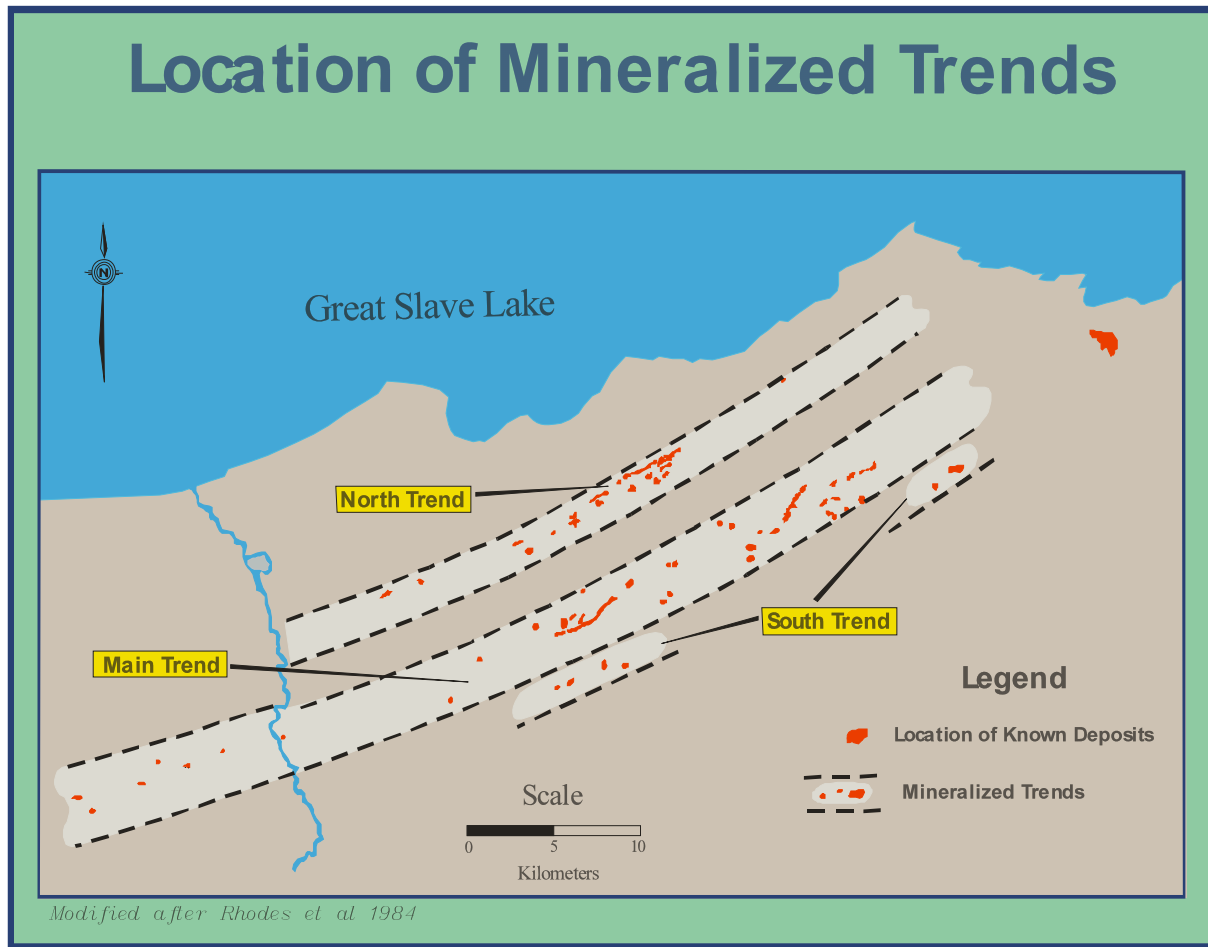 Location of Mineralized Trends
N
Great Slave Lake
North Trend
South Trend
Main Trend
Legend
Location of Known Deposits
Mineralized Trends
Scale
0 5 10
Kilometers
Modified after Rhodes et al 1984